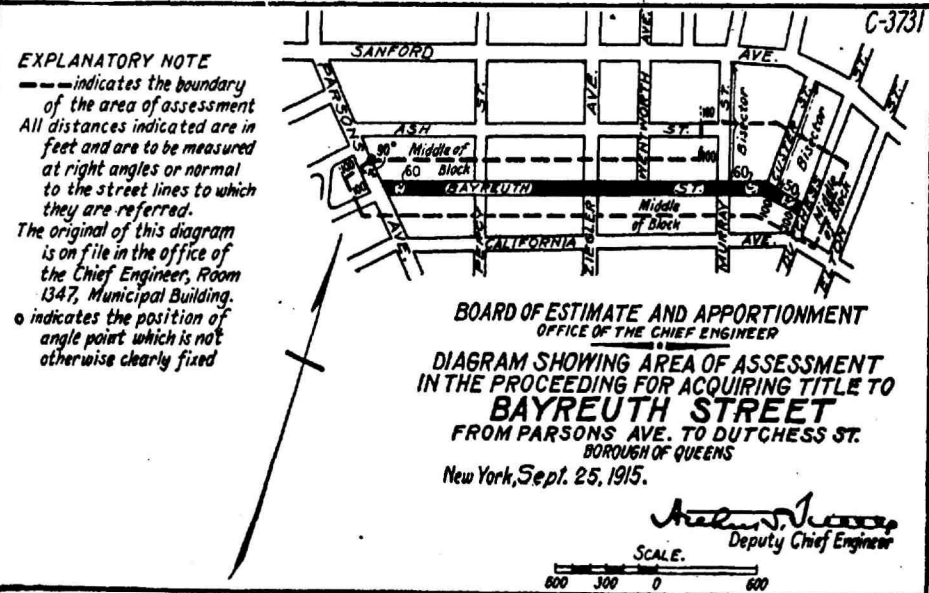 C-3731
EXPLANATORY NOTE
indicates the boundary
of the area of assessment
All distances indicated are in
feet and are to be measured
at right angles or normal
to the street lines to which
they are referred.
The original of this diagram
is on file in the office of
the Chief Engineer, Room
1347, Municipal Building.
indicates the position of
angle point which is not
otherwise clearly fixed
SANFORD AVE.
PARSONS AVE.
ASH ST.
90°
Middle of
Block
60
60
BAYREUTH ST.
Middle
of Block
CALIFORNIA AVE.
PERCY ST.
ZIEGLER AVE.
WENTWORTH AVE.
MURRAY ST.
100
100
Bisector
Bisector
Middle
of
Block
BURTON ST.
BOARD OF ESTIMATE AND APPORTIONMENT
OFFICE OF THE CHIEF ENGINEER
DIAGRAM SHOWING AREA OF ASSESSMENT
IN THE PROCEEDING FOR ACQUIRING TITLE TO
BAYREUTH STREET
FROM PARSONS AVE. TO DUTCHESS ST.
BOROUGH OF QUEENS
New York, Sept. 25, 1915.
Deputy Chief Engineer
SCALE.
600 300 0 600